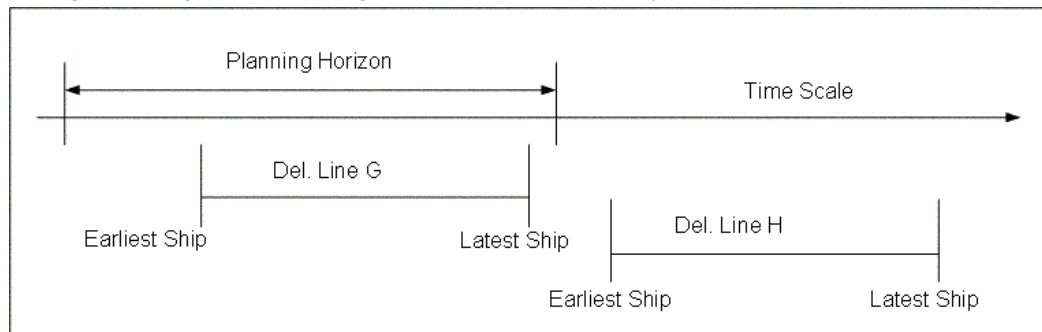 Planning Horizon
Time Scale
Del. Line G
Earliest Ship
Latest Ship
Del. Line H
Earliest Ship
Latest Ship